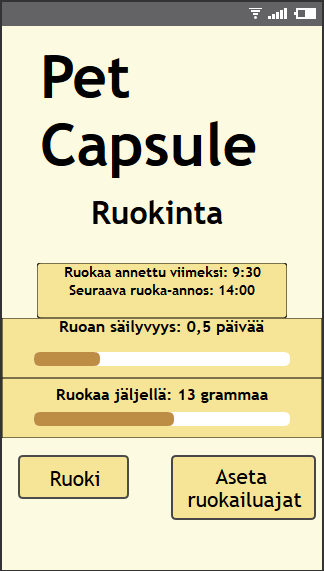 Pet
Capsule
Ruokinta
Ruokaa annettu viimeksi: 9:30
Seuraava ruoka-annos: 14:00
Ruoan säilyvyys: 0,5 päivää
Ruokaa jäljellä: 13 grammaa
Ruoki
Aseta
ruokailuajat